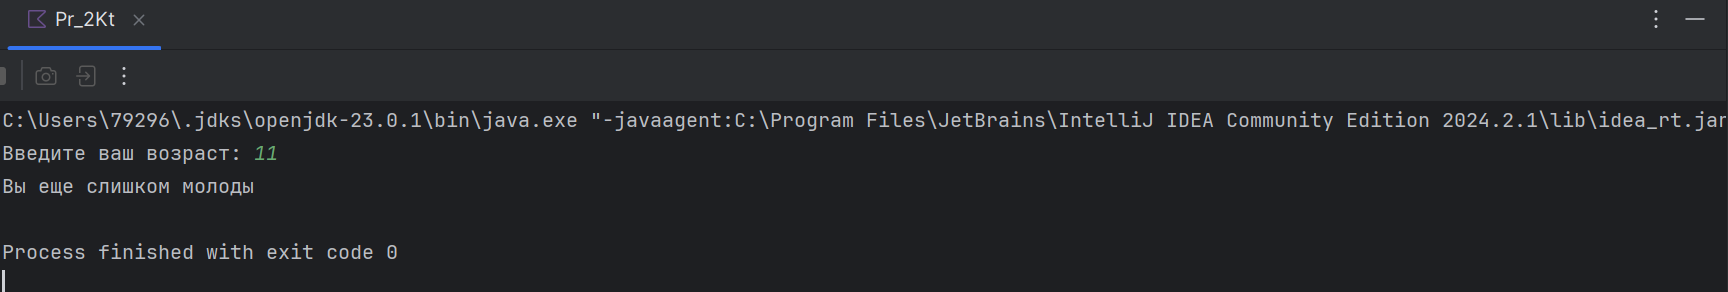 Pr_2Kt
C:\Users\79296\.jdks\openjdk-23.0.1\bin\java.exe "-javaagent:C:\Program Files\JetBrains\IntelliJ IDEA Community Edition 2024.2.1\lib\idea_rt.jar
Введите ваш возраст: 11
Вы еще слишком молоды
Process finished with exit code 0